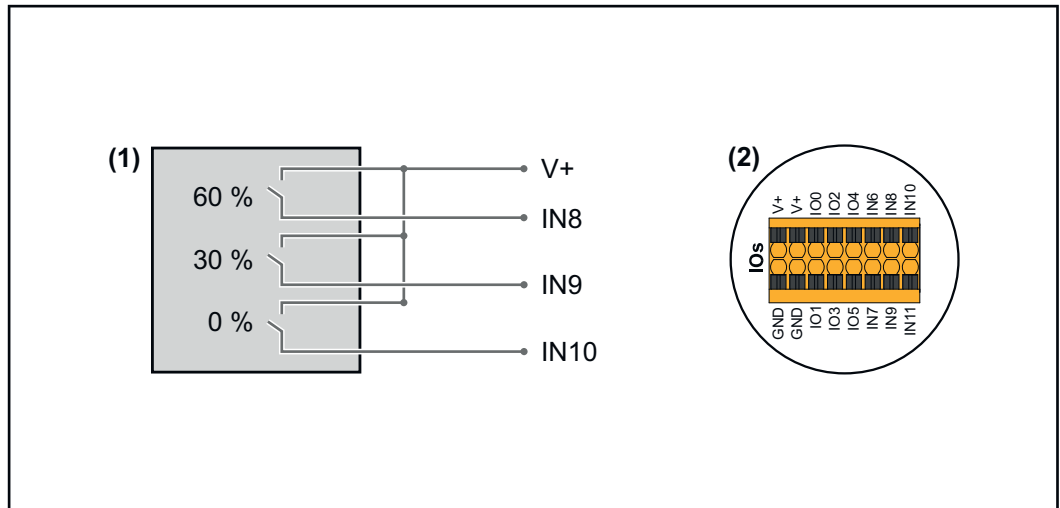 (1)
60 %
30 %
0 %
V+
IN8
IN9
IN10
(2)
IOs
V+
V+
IO0
IO2
IO4
IN6
IN8
IN10
GND
GND
IO1
IO3
IO5
IN7
IN9
IN11